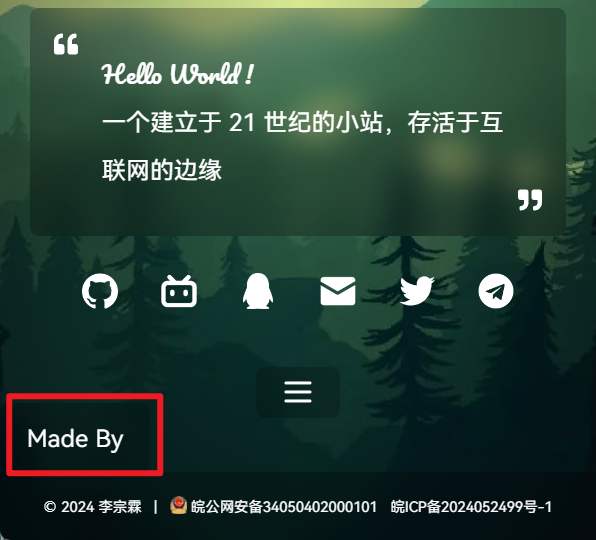 Hello World !
一个建立于 21 世纪的小站，存活于互
联网的边缘
Made By
© 2024 李宗霖 | 皖公网安备34050402000101 皖ICP备2024052499号-1